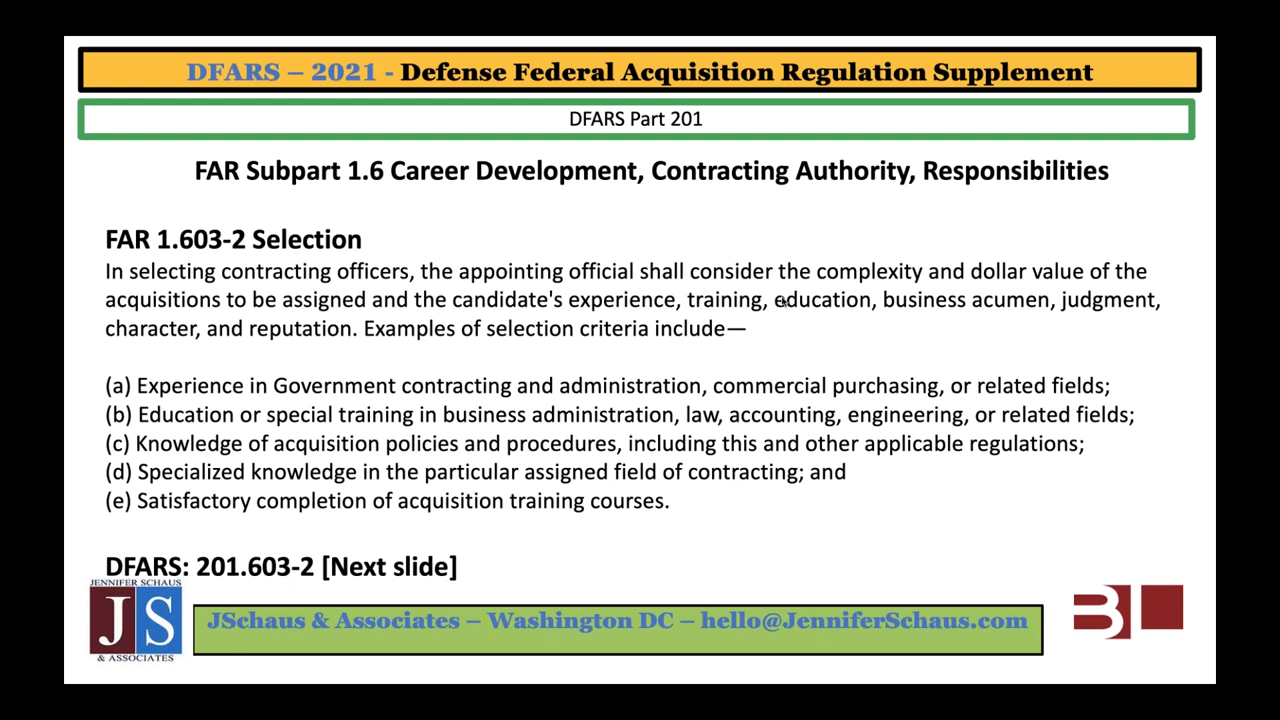 DFARS – 2021 - Defense Federal Acquisition Regulation Supplement
DFARS Part 201
FAR Subpart 1.6 Career Development, Contracting Authority, Responsibilities
FAR 1.603-2 Selection
In selecting contracting officers, the appointing official shall consider the complexity and dollar value of the
acquisitions to be assigned and the candidate's experience, training, education, business acumen, judgment,
character, and reputation. Examples of selection criteria include—
(a) Experience in Government contracting and administration, commercial purchasing, or related fields;
(b) Education or special training in business administration, law, accounting, engineering, or related fields;
(c) Knowledge of acquisition policies and procedures, including this and other applicable regulations;
(d) Specialized knowledge in the particular assigned field of contracting; and
(e) Satisfactory completion of acquisition training courses.
DFARS: 201.603-2 [Next slide]
JENNIFER SCHAUS
JS
& ASSOCIATES
JSchaus & Associates – Washington DC – hello@JenniferSchaus.com
B